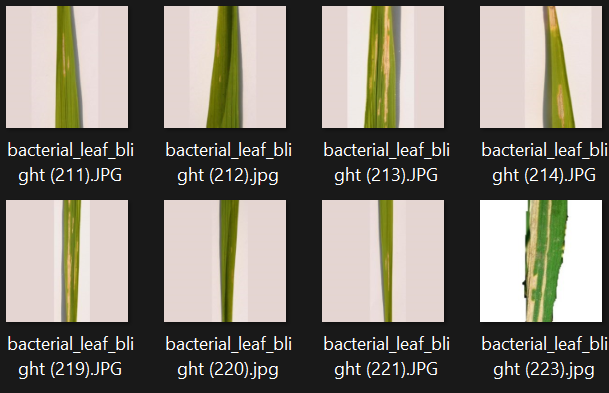 bacterial_leaf_bli
ght (211).JPG
bacterial_leaf_bli
ght (212).jpg
bacterial_leaf_bli
ght (213).JPG
bacterial_leaf_bli
ght (214).JPG
bacterial_leaf_bli
ght (219).JPG
bacterial_leaf_bli
ght (220).jpg
bacterial_leaf_bli
ght (221).JPG
bacterial_leaf_bli
ght (223).jpg